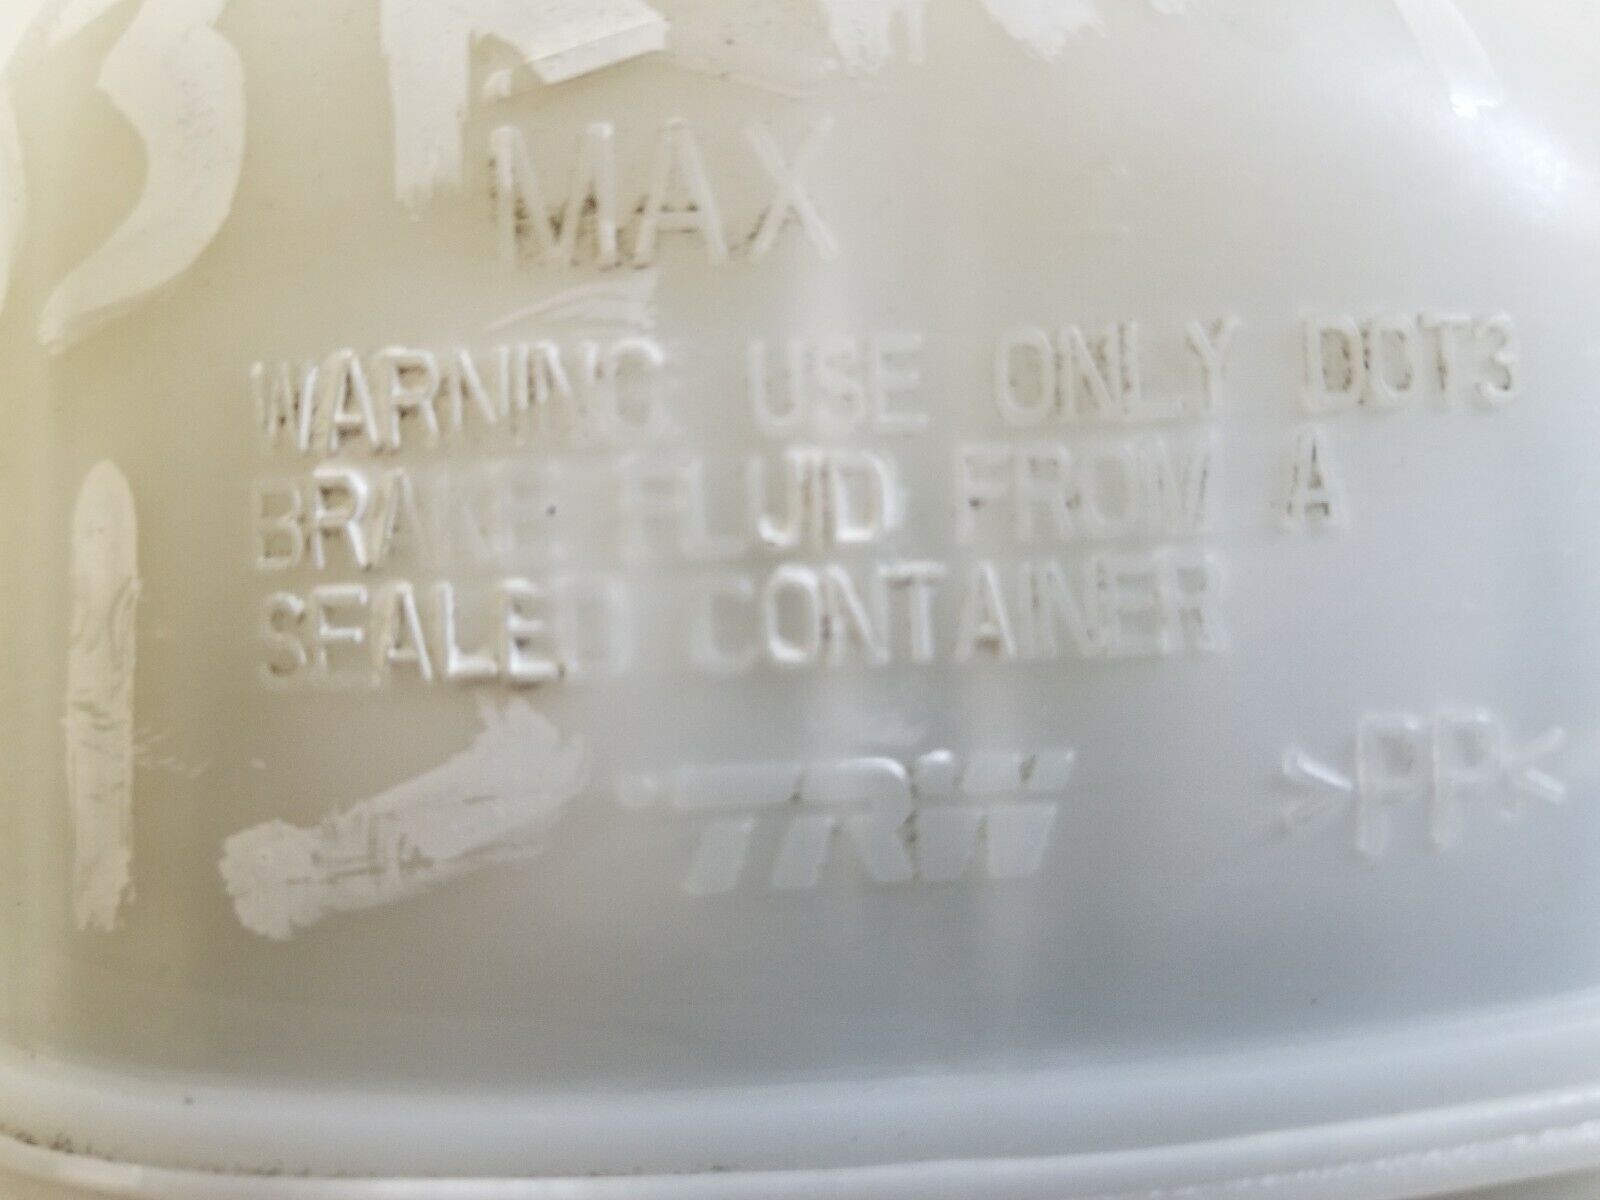 MAX
WARNING USE ONLY DOT3
BRAKE FLUID FROM A
SEALED CONTAINER
TRW >PP<